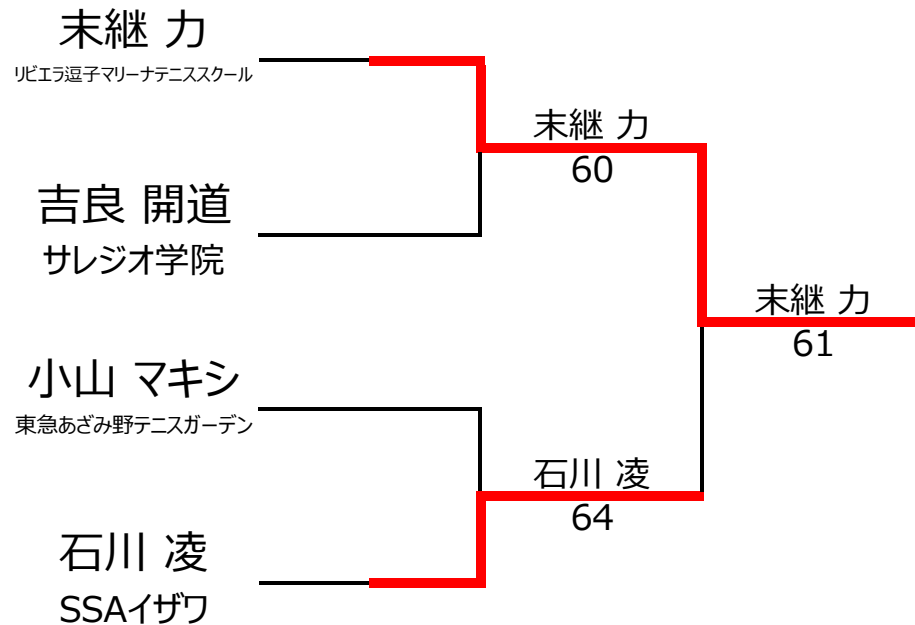 末継 力
リビエラ逗子マリーナテニススクール
末継 力
60
吉良 開道
サレジオ学院
末継 力
61
小山 マキシ
東急あざみ野テニスガーデン
石川 凌
64
石川 凌
SSAイザワ